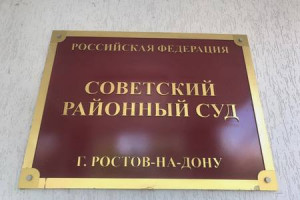 РОССИЙСКАЯ ФЕДЕРАЦИЯ
СОВЕТСКИЙ
РАЙОННЫЙ СУД
Г. РОСТОВ-НА-ДОНУ